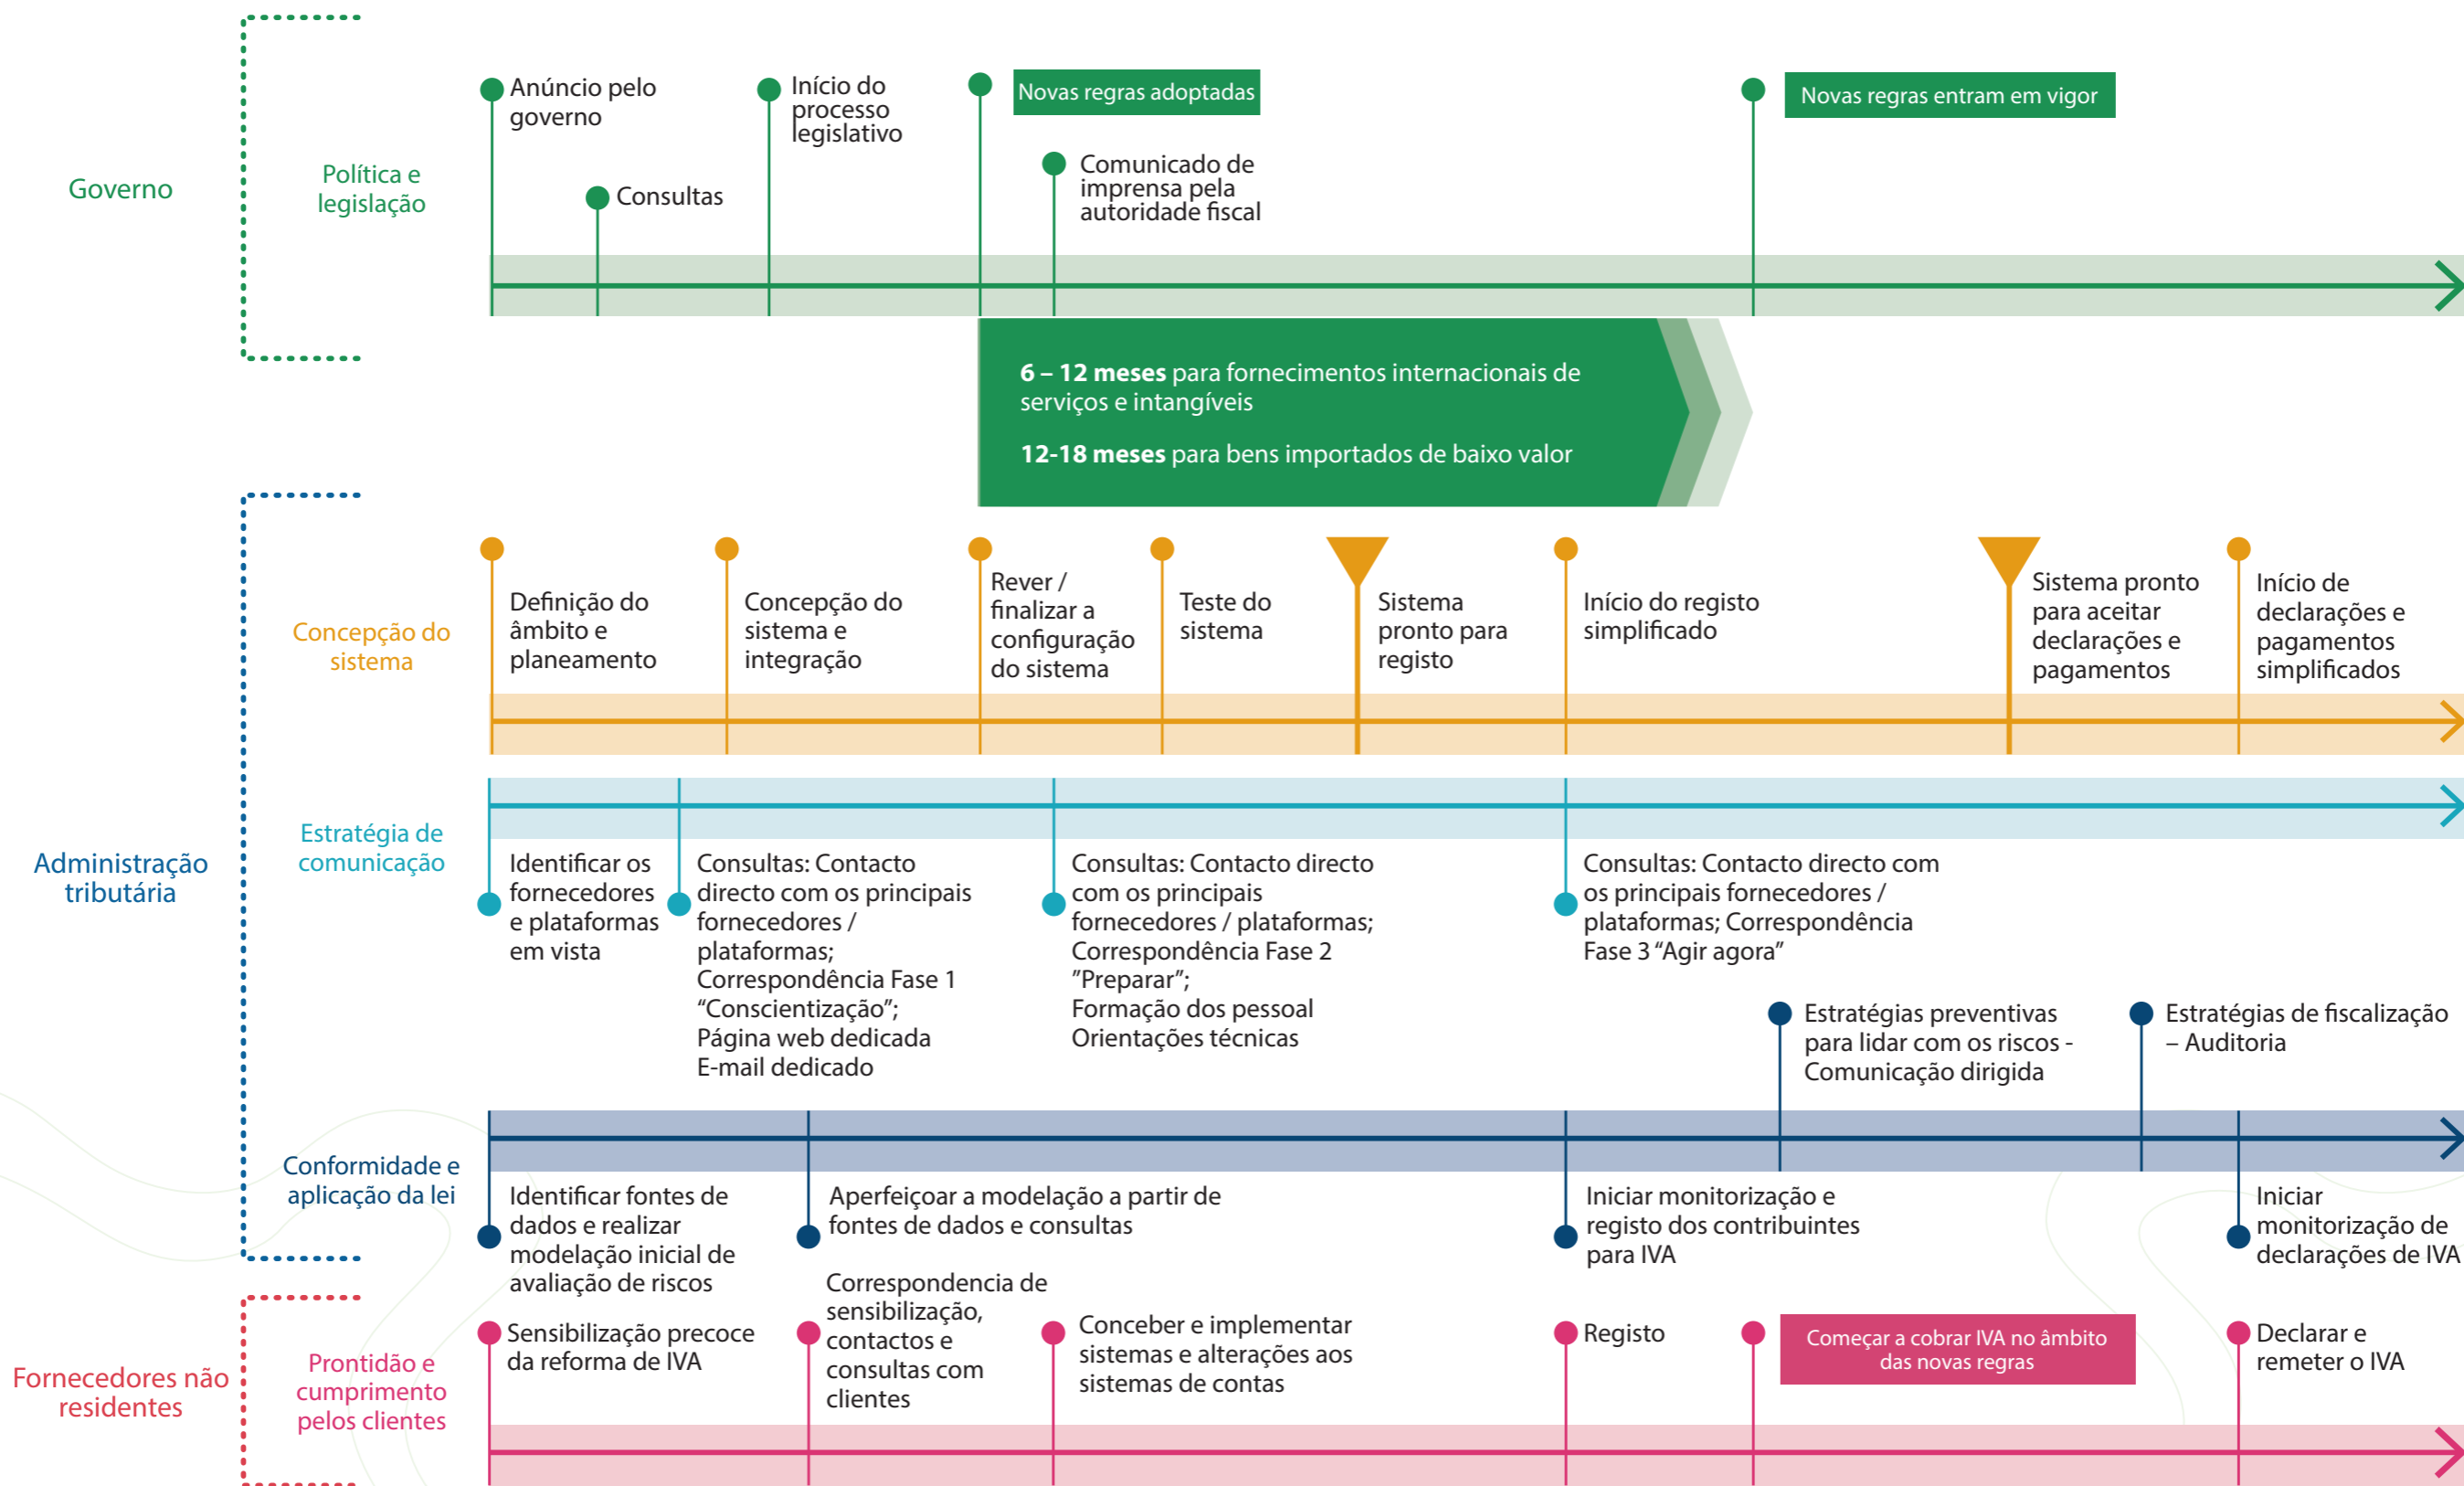 Governo
Política e
legislação
Anúncio pelo
governo
Consultas
Início do
processo
legislativo
Novas regras adoptadas
Comunicado de
imprensa pela
autoridade fiscal
Novas regras entram em vigor
6 – 12 meses para fornecimentos internacionais de
serviços e intangíveis
12-18 meses para bens importados de baixo valor
Administração
tributária
Concepção do
sistema
Definição do
âmbito e
planeamento
Concepção do
sistema e
integração
Rever /
finalizar a
configuração
do sistema
Teste do
sistema
Sistema
pronto para
registo
Início do registo
simplificado
Sistema pronto
para aceitar
declarações e
pagamentos
Início de
declarações e
pagamentos
simplificados
Estratégia de
comunicação
Identificar os
fornecedores
e plataformas
em vista
Consultas: Contacto
directo com os principais
fornecedores /
plataformas;
Correspondência Fase 1
“Conscientização”;
Página web dedicada
E-mail dedicado
Consultas: Contacto directo
com os principais
fornecedores / plataformas;
Correspondência Fase 2
”Preparar”;
Formação dos pessoal
Orientações técnicas
Consultas: Contacto directo com
os principais fornecedores /
plataformas; Correspondência
Fase 3 “Agir agora”
Conformidade e
aplicação da lei
Estratégias preventivas
para lidar com os riscos -
Comunicação dirigida
Estratégias de fiscalização
– Auditoria
Identificar fontes de
dados e realizar
modelação inicial de
avaliação de riscos
Aperfeiçoar a modelação a partir de
fontes de dados e consultas
Iniciar monitorização e
registo dos contribuintes
para IVA
Iniciar
monitorização de
declarações de IVA
Fornecedores não
residentes
Prontidão e
cumprimento
pelos clientes
Sensibilização precoce
da reforma de IVA
Correspondencia de
sensibilização,
contactos e
consultas com
clientes
Conceber e implementar
sistemas e alterações aos
sistemas de contas
Registo
Começar a cobrar IVA no âmbito
das novas regras
Declarar e
remeter o IVA